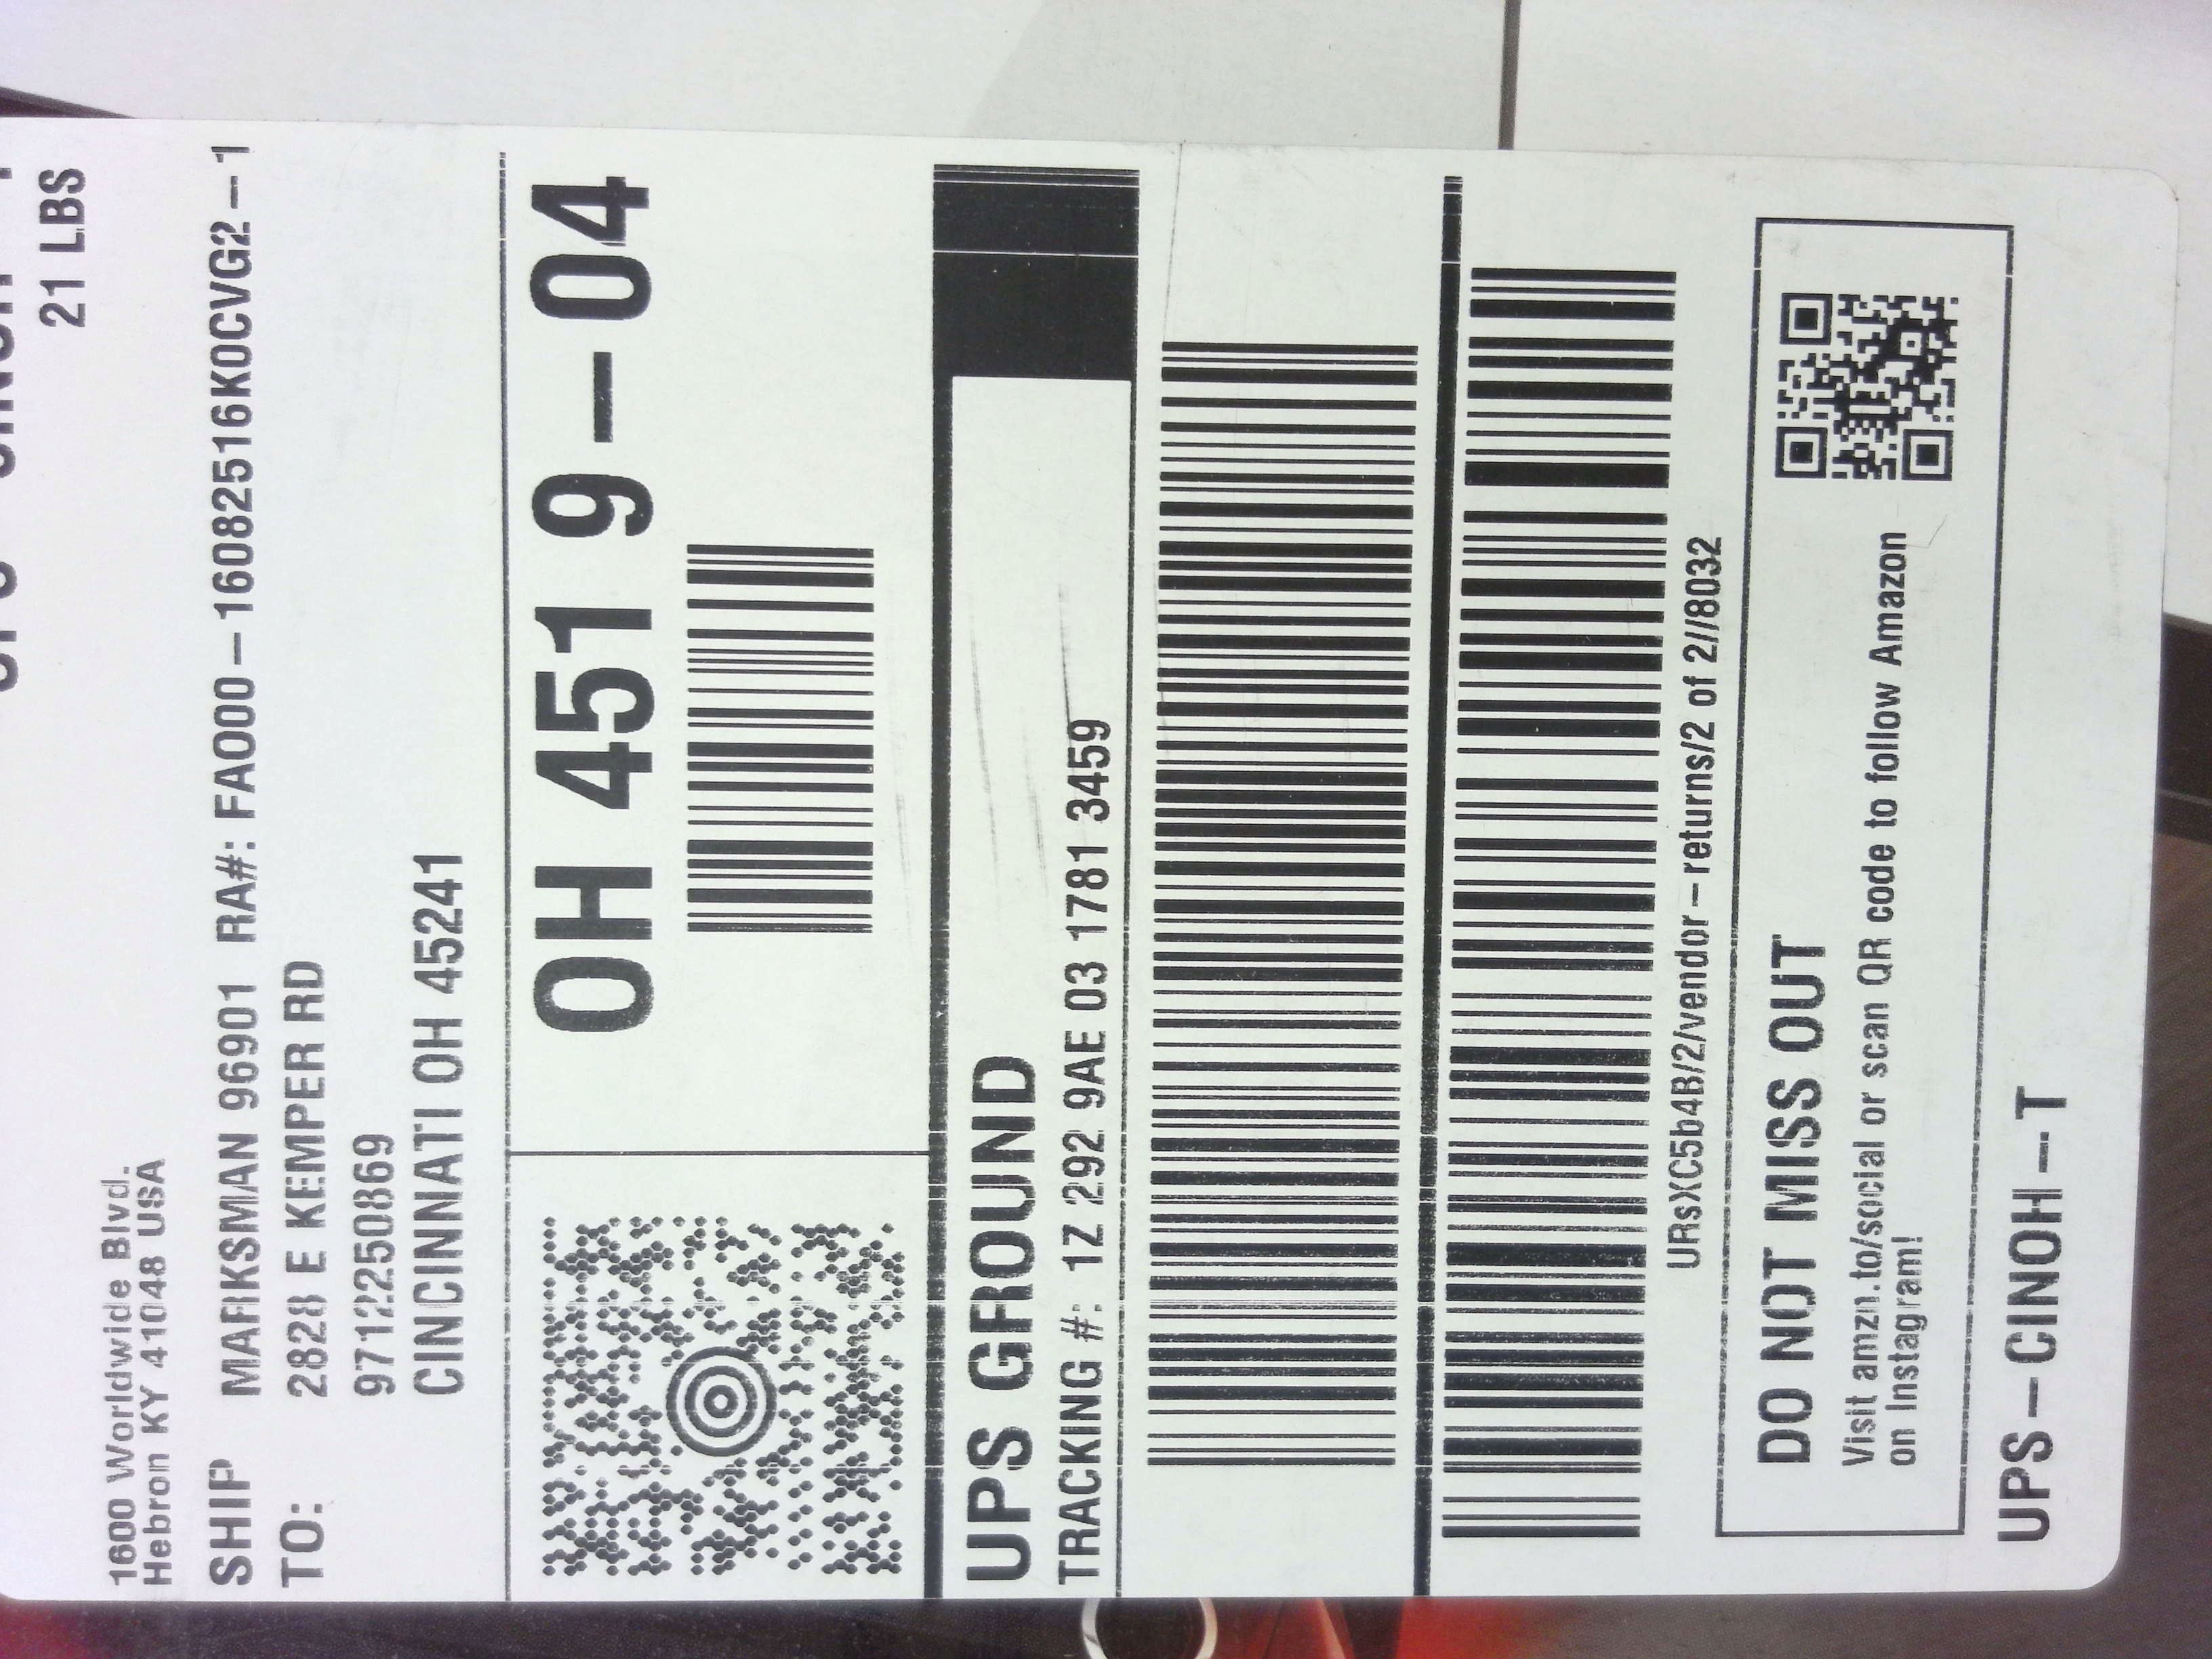 21 LBS
1600 Worldwide Blvd.
Hebron KY 41048 USA
SHIP MARKSMAN 96901 RA#: FA000-1608251 6K0CVG2-1
TO: 2828 E KEMPER RD
9712250869
CINCINNATI OH 45241
OH 451 9-04
UPS GROUND
TRACKING #: 1Z 292 9AE 03 1781 3459
URsXC5b4B/2/vendor-returns/2 of 2//8032
DO NOT MISS OUT
Visit amzn.to/social or scan QR code to follow Amazon
on Instagram!
UPS-CINOH-T